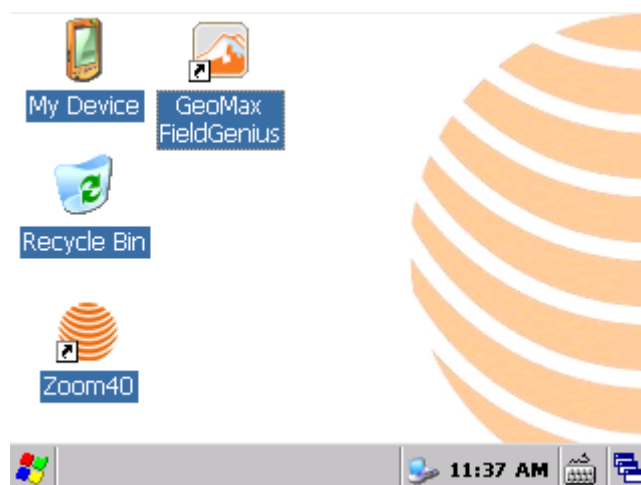 My Device
GeoMax
FieldGenius
Recycle Bin
Zoom40
11:37 AM